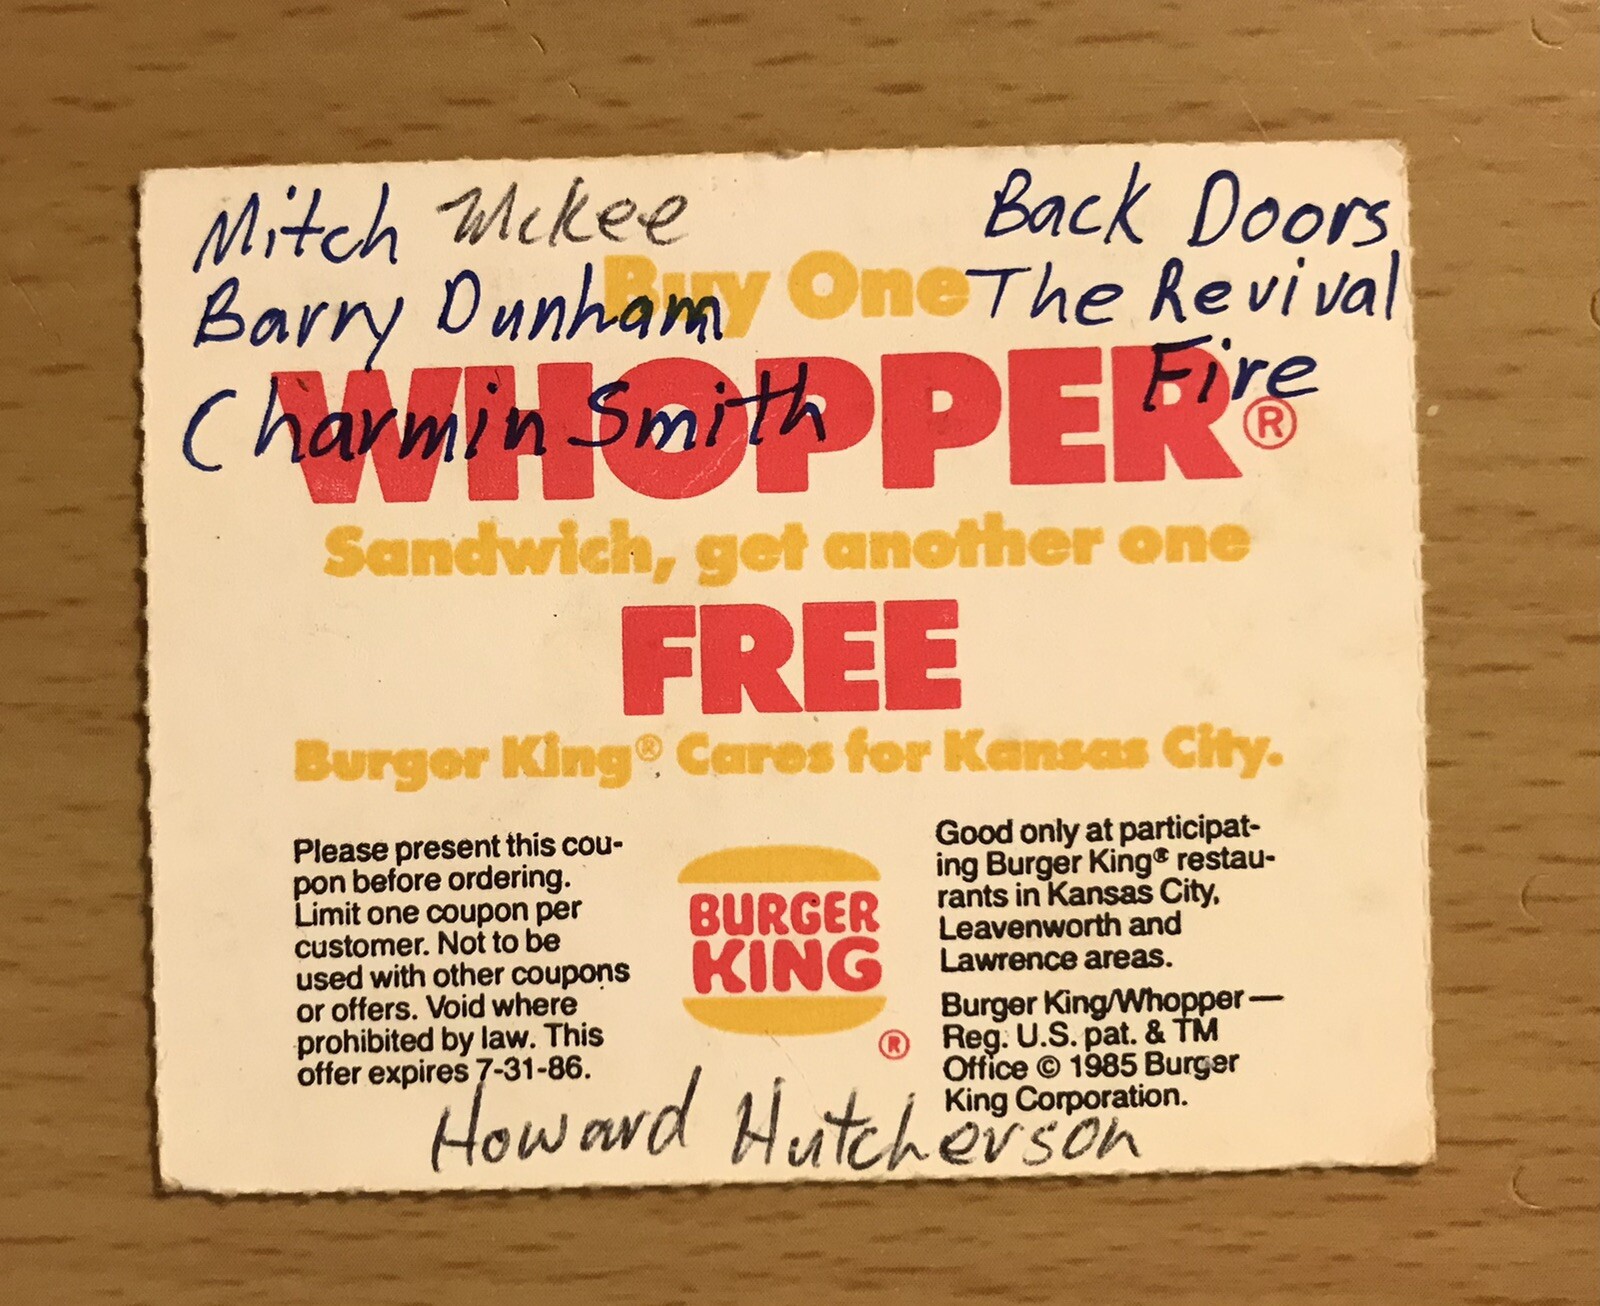 Mitch McKee
Barry Dunham
Charmin Smith
Back Doors
The Revival
Fire
Buy One
WHOPPER®
Sandwich, get another one
FREE
Burger King® Cares for Kansas City.
Please present this cou-
pon before ordering.
Limit one coupon per
customer. Not to be
used with other coupons
or offers. Void where
prohibited by law. This
offer expires 7-31-86.
BURGER
KING
®
Good only at participat-
ing Burger King® restau-
rants in Kansas City,
Leavenworth and
Lawrence areas.
Burger King/Whopper—
Reg. U.S. pat. & TM
Office © 1985 Burger
King Corporation.
Howard Hutcherson